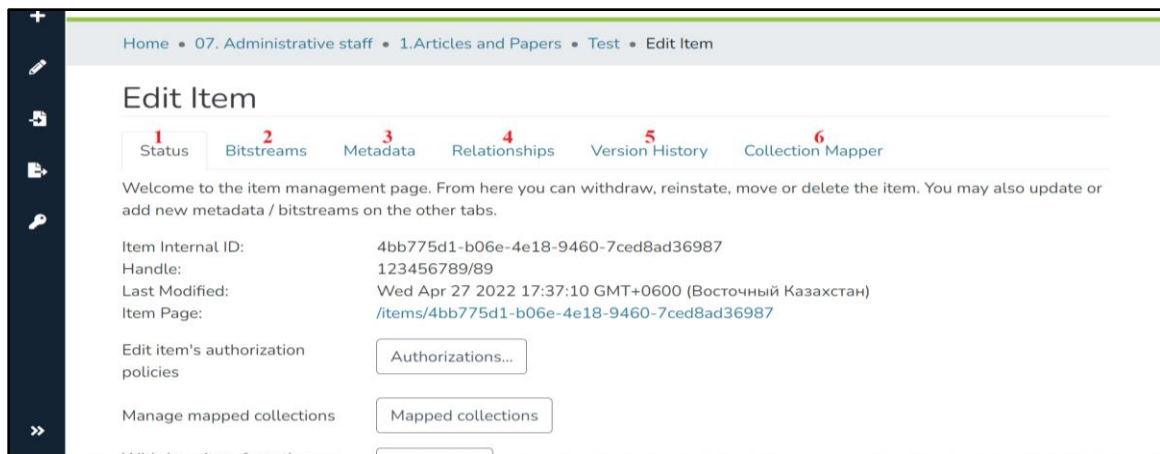 Home • 07. Administrative staff • 1.Articles and Papers • Test • Edit Item
Edit Item
1 2 3 4 5 6
Status Bitstreams Metadata Relationships Version History Collection Mapper
Welcome to the item management page. From here you can withdraw, reinstate, move or delete the item. You may also update or
add new metadata / bitstreams on the other tabs.
Item Internal ID: 4bb775d1-b06e-4e18-9460-7ced8ad36987
Handle: 123456789/89
Last Modified: Wed Apr 27 2022 17:37:10 GMT+0600 (Восточный Казахстан)
Item Page: /items/4bb775d1-b06e-4e18-9460-7ced8ad36987
Edit item's authorization
policies
Authorizations...
Manage mapped collections Mapped collections